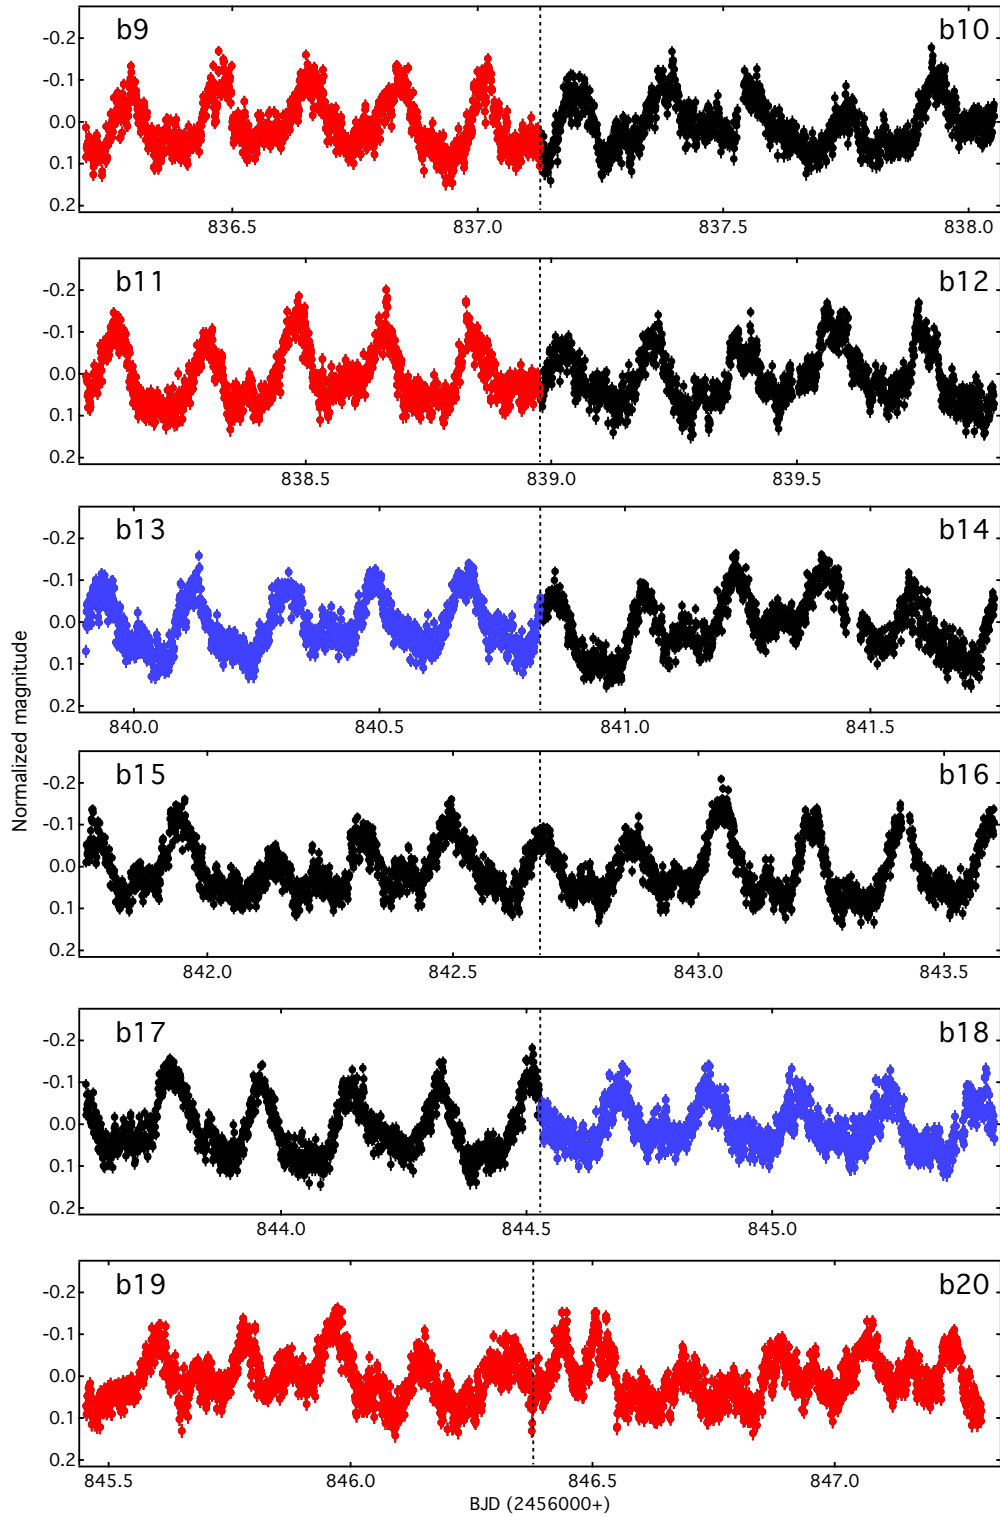 b9 b10
-0.2
-0.1
0.0
0.1
0.2
836.5 837.0 837.5 838.0
b11 b12
-0.2
-0.1
0.0
0.1
0.2
838.5 839.0 839.5
b13 b14
-0.2
-0.1
0.0
0.1
0.2
840.0 840.5 841.0 841.5
Normalized magnitude
b15 b16
-0.2
-0.1
0.0
0.1
0.2
842.0 842.5 843.0 843.5
b17 b18
-0.2
-0.1
0.0
0.1
0.2
844.0 844.5 845.0
b19 b20
-0.2
-0.1
0.0
0.1
0.2
845.5 846.0 846.5 847.0
BJD (2456000+)